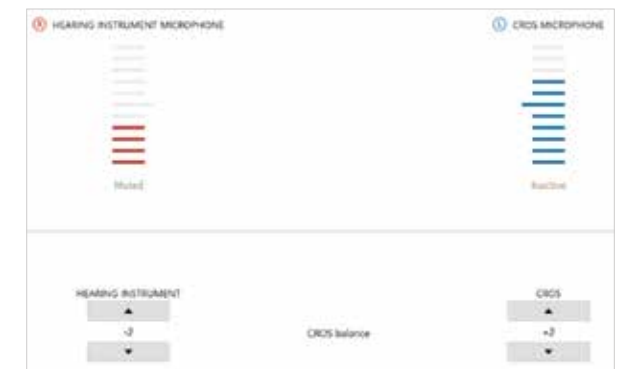 R HEARING INSTRUMENT MICROPHONE
L CROS MICROPHONE
Muted
Inactive
HEARING INSTRUMENT
CROS
-2
CROS balance
+2